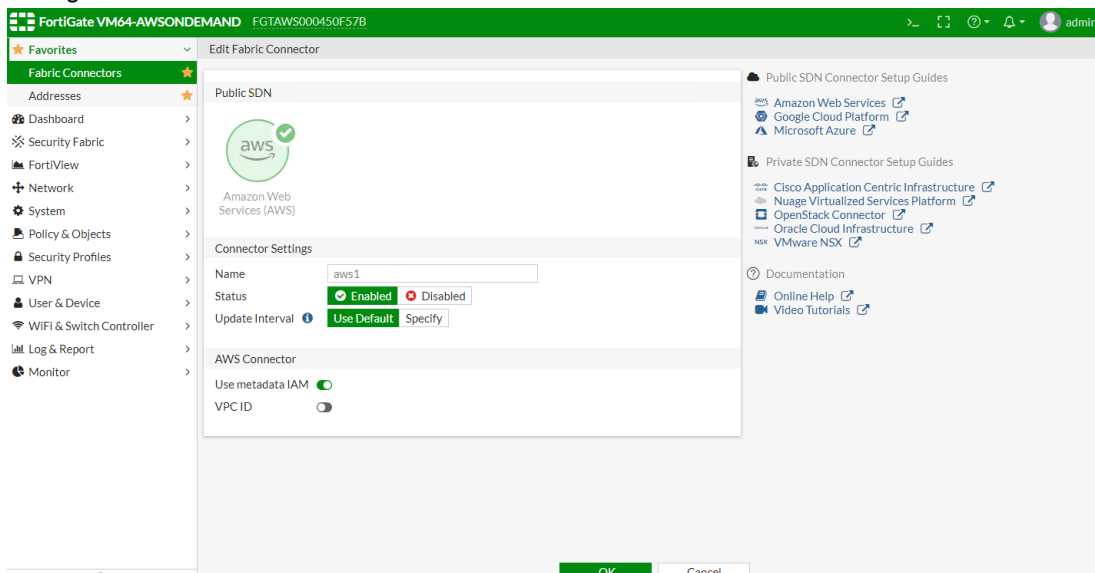 FortiGate VM64-AWSONDEMAND FGTAWS000450F57B >_ admin
Favorites
Fabric Connectors
Addresses
Dashboard
Security Fabric
FortiView
Network
System
Policy & Objects
Security Profiles
VPN
User & Device
WiFi & Switch Controller
Log & Report
Monitor
Edit Fabric Connector
Public SDN
aws
Amazon Web
Services (AWS)
Connector Settings
Name aws1
Status Enabled Disabled
Update Interval Use Default Specify
AWS Connector
Use metadata IAM
VPC ID
OK Cancel
Public SDN Connector Setup Guides
aws Amazon Web Services
Google Cloud Platform
Microsoft Azure
Private SDN Connector Setup Guides
Cisco Application Centric Infrastructure
Nuage Virtualized Services Platform
OpenStack Connector
Oracle Cloud Infrastructure
NSX VMware NSX
Documentation
Online Help
Video Tutorials